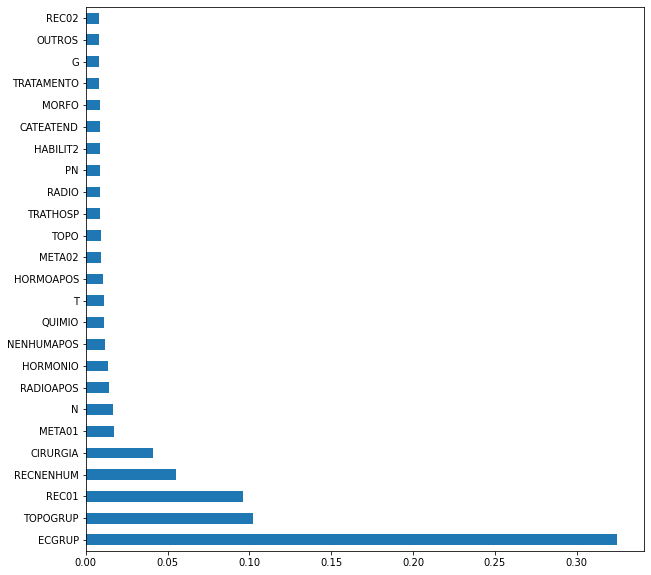 REC02
OUTROS
G
TRATAMENTO
MORFO
CATEATEND
HABILIT2
PN
RADIO
TRATHOSP
TOPO
META02
HORMOAPOS
T
QUIMIO
NENHUMAPOS
HORMONIO
RADIOAPOS
N
META01
CIRURGIA
RECNENHUM
REC01
TOPOGRUP
ECGRUP
0.00 0.05 0.10 0.15 0.20 0.25 0.30